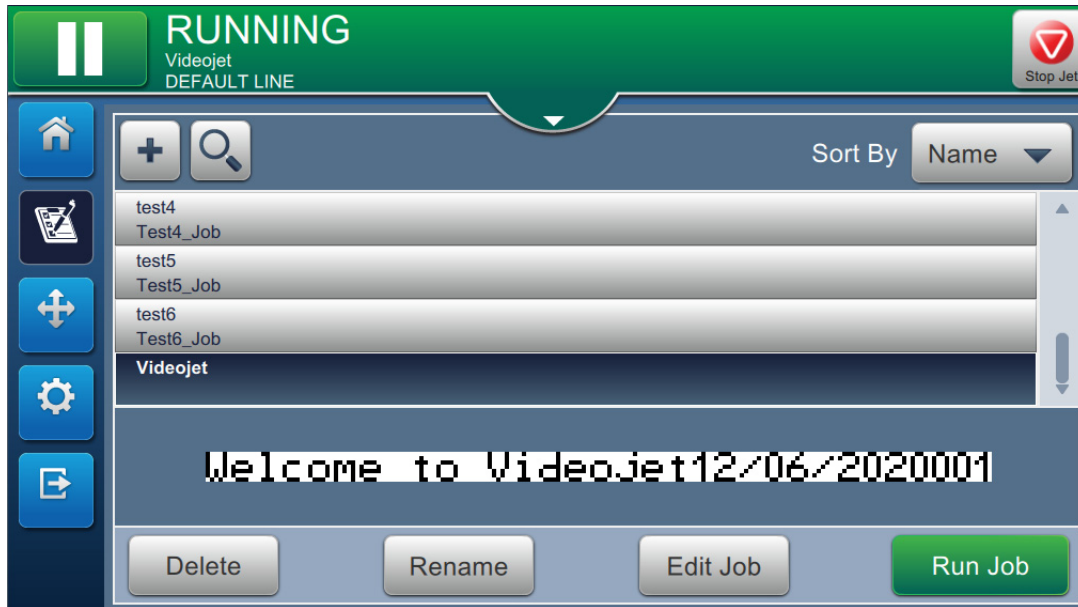 RUNNING
Videojet
DEFAULT LINE
Stop Jet
Sort By Name
test4
Test4_Job
test5
Test5_Job
test6
Test6_Job
Videojet
Welcome to Videojet12/06/2020001
Delete Rename Edit Job Run Job